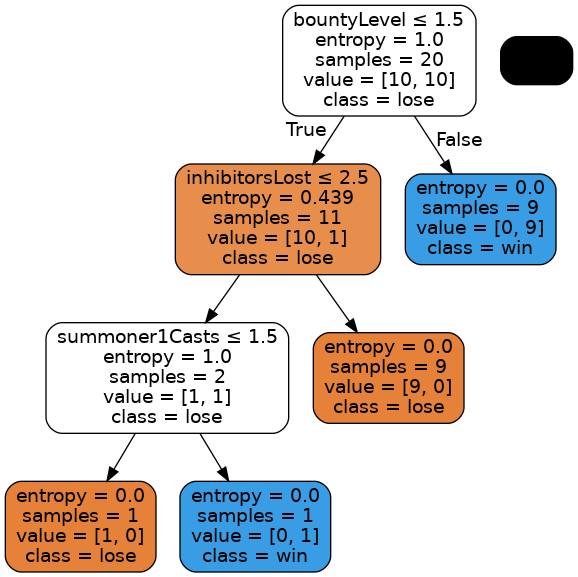 bountyLevel ≤ 1.5
entropy = 1.0
samples = 20
value = [10, 10]
class = lose
True
False
inhibitorsLost ≤ 2.5
entropy = 0.439
samples = 11
value = [10, 1]
class = lose
entropy = 0.0
samples = 9
value = [0, 9]
class = win
summoner1Casts ≤ 1.5
entropy = 1.0
samples = 2
value = [1, 1]
class = lose
entropy = 0.0
samples = 9
value = [9, 0]
class = lose
entropy = 0.0
samples = 1
value = [1, 0]
class = lose
entropy = 0.0
samples = 1
value = [0, 1]
class = win